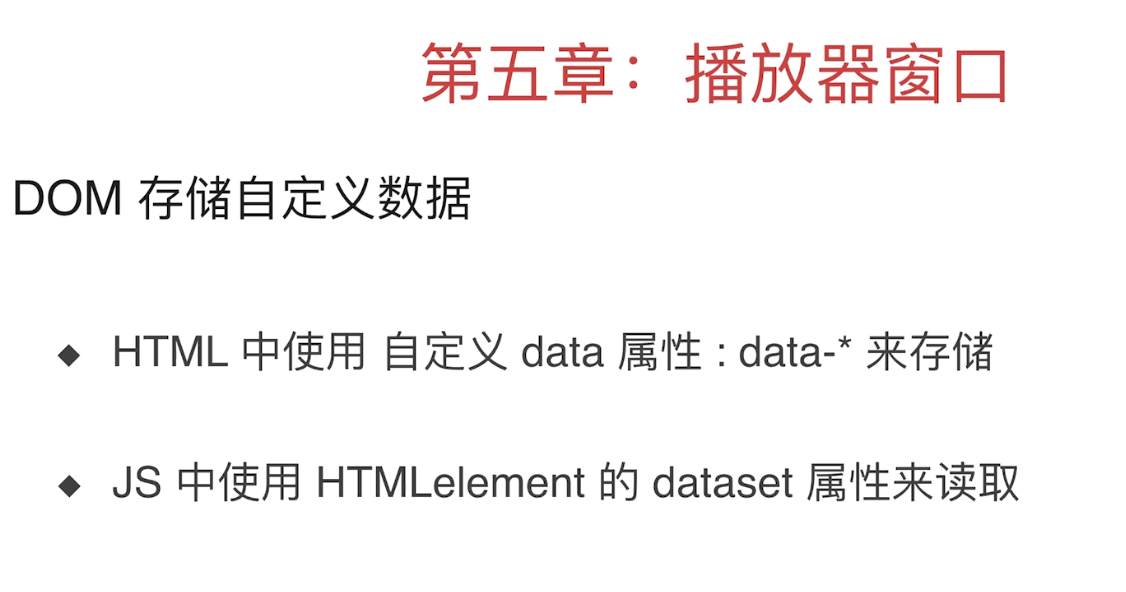 第五章：播放器窗口
DOM 存储自定义数据
◆ HTML 中使用 自定义 data 属性 : data-* 来存储
◆ JS 中使用 HTMLelement 的 dataset 属性来读取